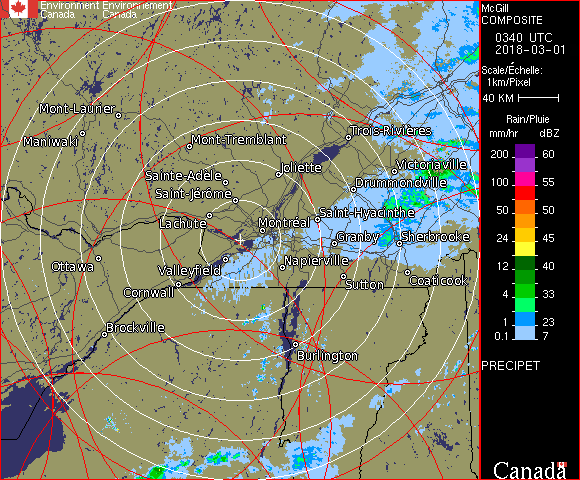 Environment Environnement
Canada Canada
McGill
COMPOSITE
0340 UTC
2018-03-01
Scale/Échelle:
1km/Pixel
40 KM
Rain/Pluie
mm/hr dBZ
200 60
100 55
50 50
24 45
12 40
4 33
1 23
0.1 7
PRECIPET
Canada
Mont-Laurier
Maniwaki
Mont-Tremblant
Trois-Rivières
Sainte-Adèle
Joliette
Victoriaville
Saint-Jérôme
Drummondville
Lachute
Montréal
Saint-Hyacinthe
Granby
Sherbrooke
Ottawa
Valleyfield
Napierville
Cornwall
Sutton
Coaticook
Brockville
Burlington